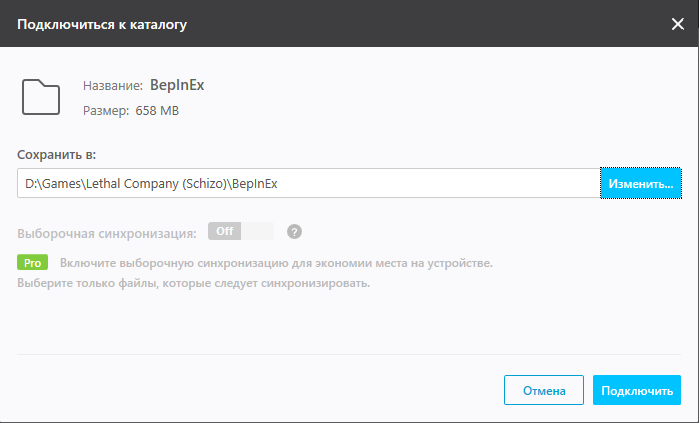 Подключиться к каталогу
Название: BepInEx
Размер: 658 MB
Сохранить в:
D:\Games\Lethal Company (Schizo)\BepInEx
Изменить...
Выборочная синхронизация: Off ?
Pro Включите выборочную синхронизацию для экономии места на устройстве.
Выберите только файлы, которые следует синхронизировать.
Отмена Подключить